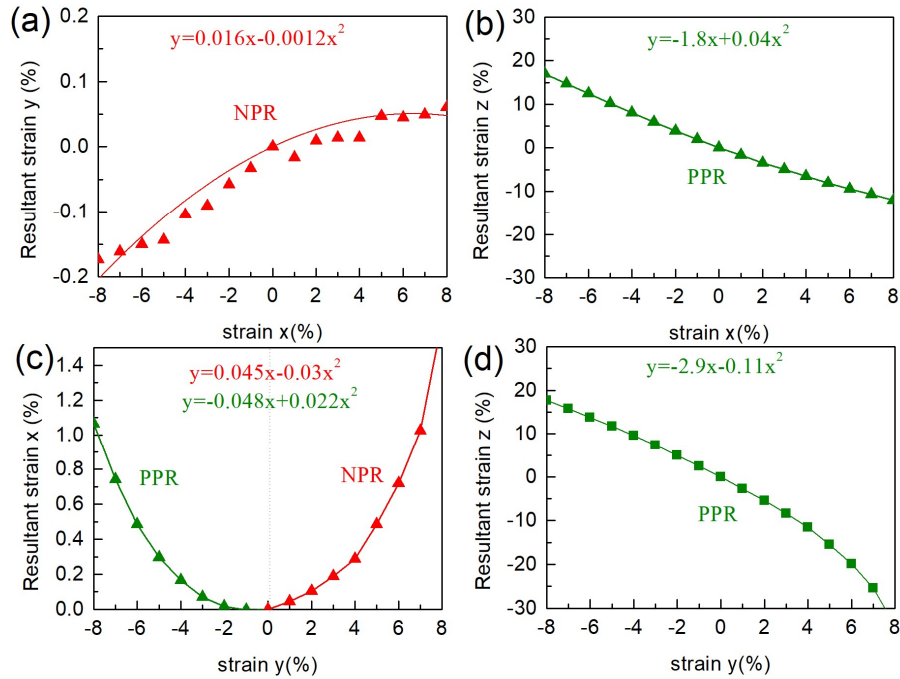 (a)
y=0.016x-0.0012x²
NPR
Resultant strain y (%)
0.2
0.1
0.0
-0.1
-0.2
-8 -6 -4 -2 0 2 4 6 8
strain x(%)
(b)
y=-1.8x+0.04x²
PPR
Resultant strain z (%)
30
20
10
0
-10
-20
-30
-8 -6 -4 -2 0 2 4 6 8
strain x(%)
(c)
y=0.045x-0.03x²
y=-0.048x+0.022x²
PPR
NPR
Resultant strain x (%)
1.4
1.2
1.0
0.8
0.6
0.4
0.2
0.0
-8 -6 -4 -2 0 2 4 6 8
strain y(%)
(d)
y=-2.9x-0.11x²
PPR
Resultant strain z (%)
30
20
10
0
-10
-20
-30
-8 -6 -4 -2 0 2 4 6 8
strain y(%)